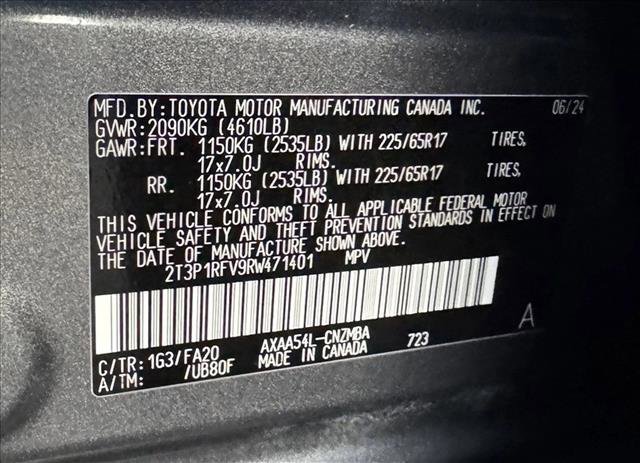 MFD.BY:TOYOTA MOTOR MANUFACTURING CANADA INC. 06/24
GVWR:2090KG (4610LB)
GAWR:FRT. 1150KG (2535LB) WITH 225/65R17 TIRES,
17x7.0J RIMS.
RR. 1150KG (2535LB) WITH 225/65R17 TIRES,
17x7.0J RIMS.
THIS VEHICLE CONFORMS TO ALL APPLICABLE FEDERAL MOTOR
VEHICLE SAFETY AND THEFT PREVENTION STANDARDS IN EFFECT ON
THE DATE OF MANUFACTURE SHOWN ABOVE.
2T3P1RFV9RW471401 MPV
A
C/TR: 1G3/FA20 AXAA54L-CNZMBA 723
A/TM: /UB80F MADE IN CANADA